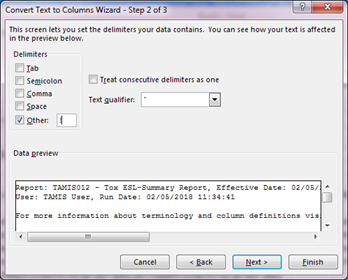 Convert Text to Columns Wizard - Step 2 of 3
This screen lets you set the delimiters your data contains. You can see how your text is affected
in the preview below.
Delimiters
Tab
Semicolon
Comma
Space
Other:
Treat consecutive delimiters as one
Text qualifier: "
Data preview
Report: TAMIS012 - Tox ESL-Summary Report, Effective Date: 02/05/
User: TAMIS User, Run Date: 02/05/2018 11:34:41
For more information about terminology and column definitions vis
Cancel
< Back
Next >
Finish